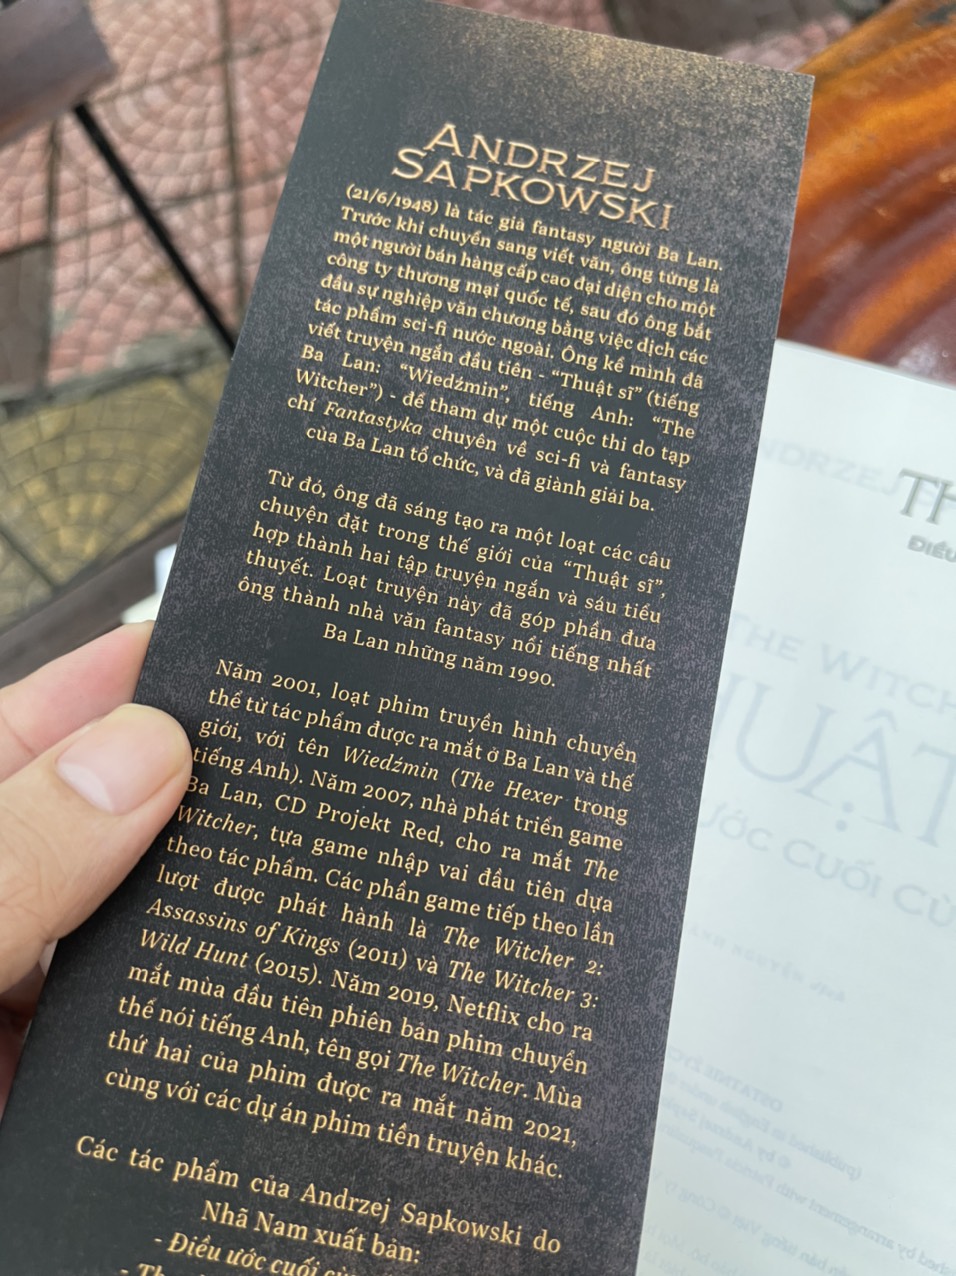 ANDRZEJ
SAPKOWSKI
(21/6/1948) là tác giả fantasy người Ba Lan.
Trước khi chuyển sang viết văn, ông từng là
một người bán hàng cấp cao đại diện cho một
công ty thương mại quốc tế, sau đó ông bắt
đầu sự nghiệp văn chương bằng việc dịch các
tác phẩm sci-fi nước ngoài. Ông kể mình đã
viết truyện ngắn đầu tiên - “Thuật sĩ” (tiếng
Ba Lan: “Wiedźmin”, tiếng Anh: “The
Witcher”) - để tham dự một cuộc thi do tạp
chí Fantastyka chuyên về sci-fi và fantasy
của Ba Lan tổ chức, và đã giành giải ba.
Từ đó, ông đã sáng tạo ra một loạt các câu
chuyện đặt trong thế giới của “Thuật sĩ”,
hợp thành hai tập truyện ngắn và sáu tiểu
thuyết. Loạt truyện này đã góp phần đưa
ông thành nhà văn fantasy nổi tiếng nhất
Ba Lan những năm 1990.
Năm 2001, loạt phim truyền hình chuyển
thể từ tác phẩm được ra mắt ở Ba Lan và thế
giới, với tên Wiedźmin (The Hexer trong
tiếng Anh). Năm 2007, nhà phát triển game
Ba Lan, CD Projekt Red, cho ra mắt The
Witcher, tựa game nhập vai đầu tiên dựa
theo tác phẩm. Các phần game tiếp theo lần
lượt được phát hành là The Witcher 2:
Assassins of Kings (2011) và The Witcher 3:
Wild Hunt (2015). Năm 2019, Netflix cho ra
mắt mùa đầu tiên phiên bản phim chuyển
thể nói tiếng Anh, tên gọi The Witcher. Mùa
thứ hai của phim được ra mắt năm 2021,
cùng với các dự án phim tiền truyện khác.
Các tác phẩm của Andrzej Sapkowski do
Nhã Nam xuất bản:
- Điều ước cuối
TH
ĐIỀU
THE WITCH
UẬT
ƯỚC CUỐI CÙ